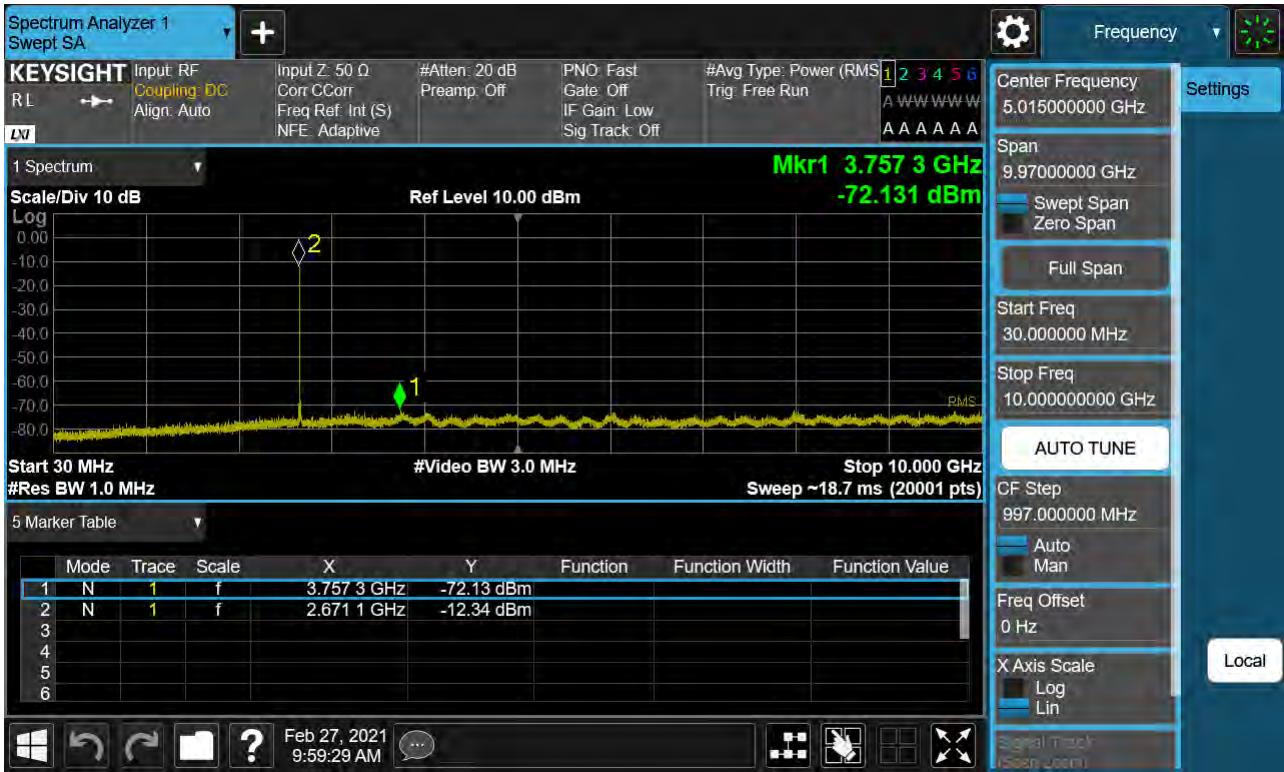 Spectrum Analyzer 1
Swept SA
Frequency
KEYSIGHT
RL
LXI
Input: RF
Coupling: DC
Align: Auto
Input Z: 50 Ω
Corr CCorr
Freq Ref: Int (S)
NFE: Adaptive
#Atten: 20 dB
Preamp: Off
PNO: Fast
Gate: Off
IF Gain: Low
Sig Track: Off
#Avg Type: Power (RMS
Trig: Free Run
1 2 3 4 5 6
A W W W W W
A A A A A A
Center Frequency
5.015000000 GHz
Settings
1 Spectrum
Mkr1 3.757 3 GHz
-72.131 dBm
Scale/Div 10 dB
Ref Level 10.00 dBm
Log
0.00
-10.0
-20.0
-30.0
-40.0
-50.0
-60.0
-70.0
-80.0
2
1
RMS
Start 30 MHz
#Video BW 3.0 MHz
Stop 10.000 GHz
#Res BW 1.0 MHz
Sweep ~18.7 ms (20001 pts)
Span
9.97000000 GHz
Swept Span
Zero Span
Full Span
Start Freq
30.000000 MHz
Stop Freq
10.000000000 GHz
AUTO TUNE
CF Step
997.000000 MHz
Auto
Man
Freq Offset
0 Hz
X Axis Scale
Log
Lin
Signal Track
(Span Zoom)
Local
5 Marker Table
Mode Trace Scale X Y Function Function Width Function Value
1 N 1 f 3.757 3 GHz -72.13 dBm
2 N 1 f 2.671 1 GHz -12.34 dBm
3
4
5
6
?
Feb 27, 2021
9:59:29 AM